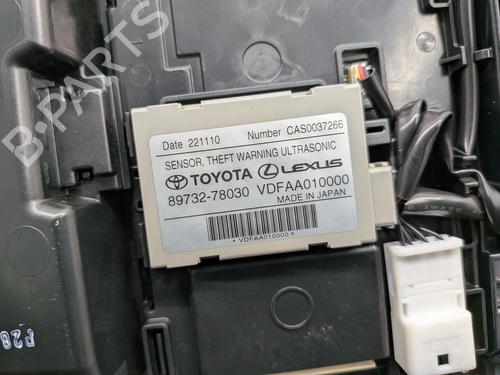 B-PARTS
Date 221110 Number CAS0037266
SENSOR, THEFT WARNING ULTRASONIC
TOYOTA LEXUS
89732-78030 VDFAA010000
MADE IN JAPAN
* VDFAA010000 *